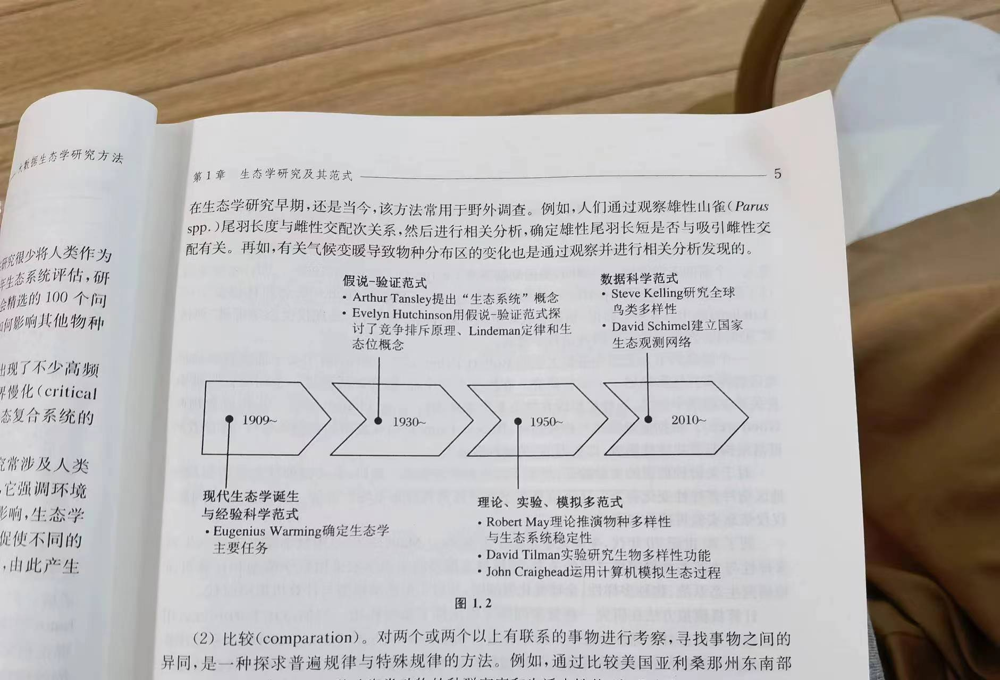 大数据生态学研究方法
研究很少将人类作为
年生态系统评估,研
会精选的 100 个问
如何影响其他物种
出现了不少高频
界慢化(critical
态复合系统的
究常涉及人类
,它强调环境
影响,生态学
促使不同的
,由此产生
第1章 生态学研究及其范式 5
在生态学研究早期,还是当今,该方法常用于野外调查。例如,人们通过观察雄性山雀(Parus
spp.)尾羽长度与雌性交配次关系,然后进行相关分析,确定雄性尾羽长短是否与吸引雌性交
配有关。再如,有关气候变暖导致物种分布区的变化也是通过观察并进行相关分析发现的。
假说-验证范式
• Arthur Tansley提出“生态系统”概念
• Evelyn Hutchinson用假说-验证范式探
讨了竞争排斥原理、Lindeman定律和生
态位概念
数据科学范式
• Steve Kelling研究全球
鸟类多样性
• David Schimel建立国家
生态观测网络
1909~
1930~
1950~
2010~
现代生态学诞生
与经验科学范式
• Eugenius Warming确定生态学
主要任务
理论、实验、模拟多范式
• Robert May理论推演物种多样性
与生态系统稳定性
• David Tilman实验研究生物多样性功能
• John Craighead运用计算机模拟生态过程
图 1.2
(2) 比较(comparation)。对两个或两个以上有联系的事物进行考察,寻找事物之间的
异同,是一种探求普遍规律与特殊规律的方法。例如,通过比较美国亚利桑那州东南部